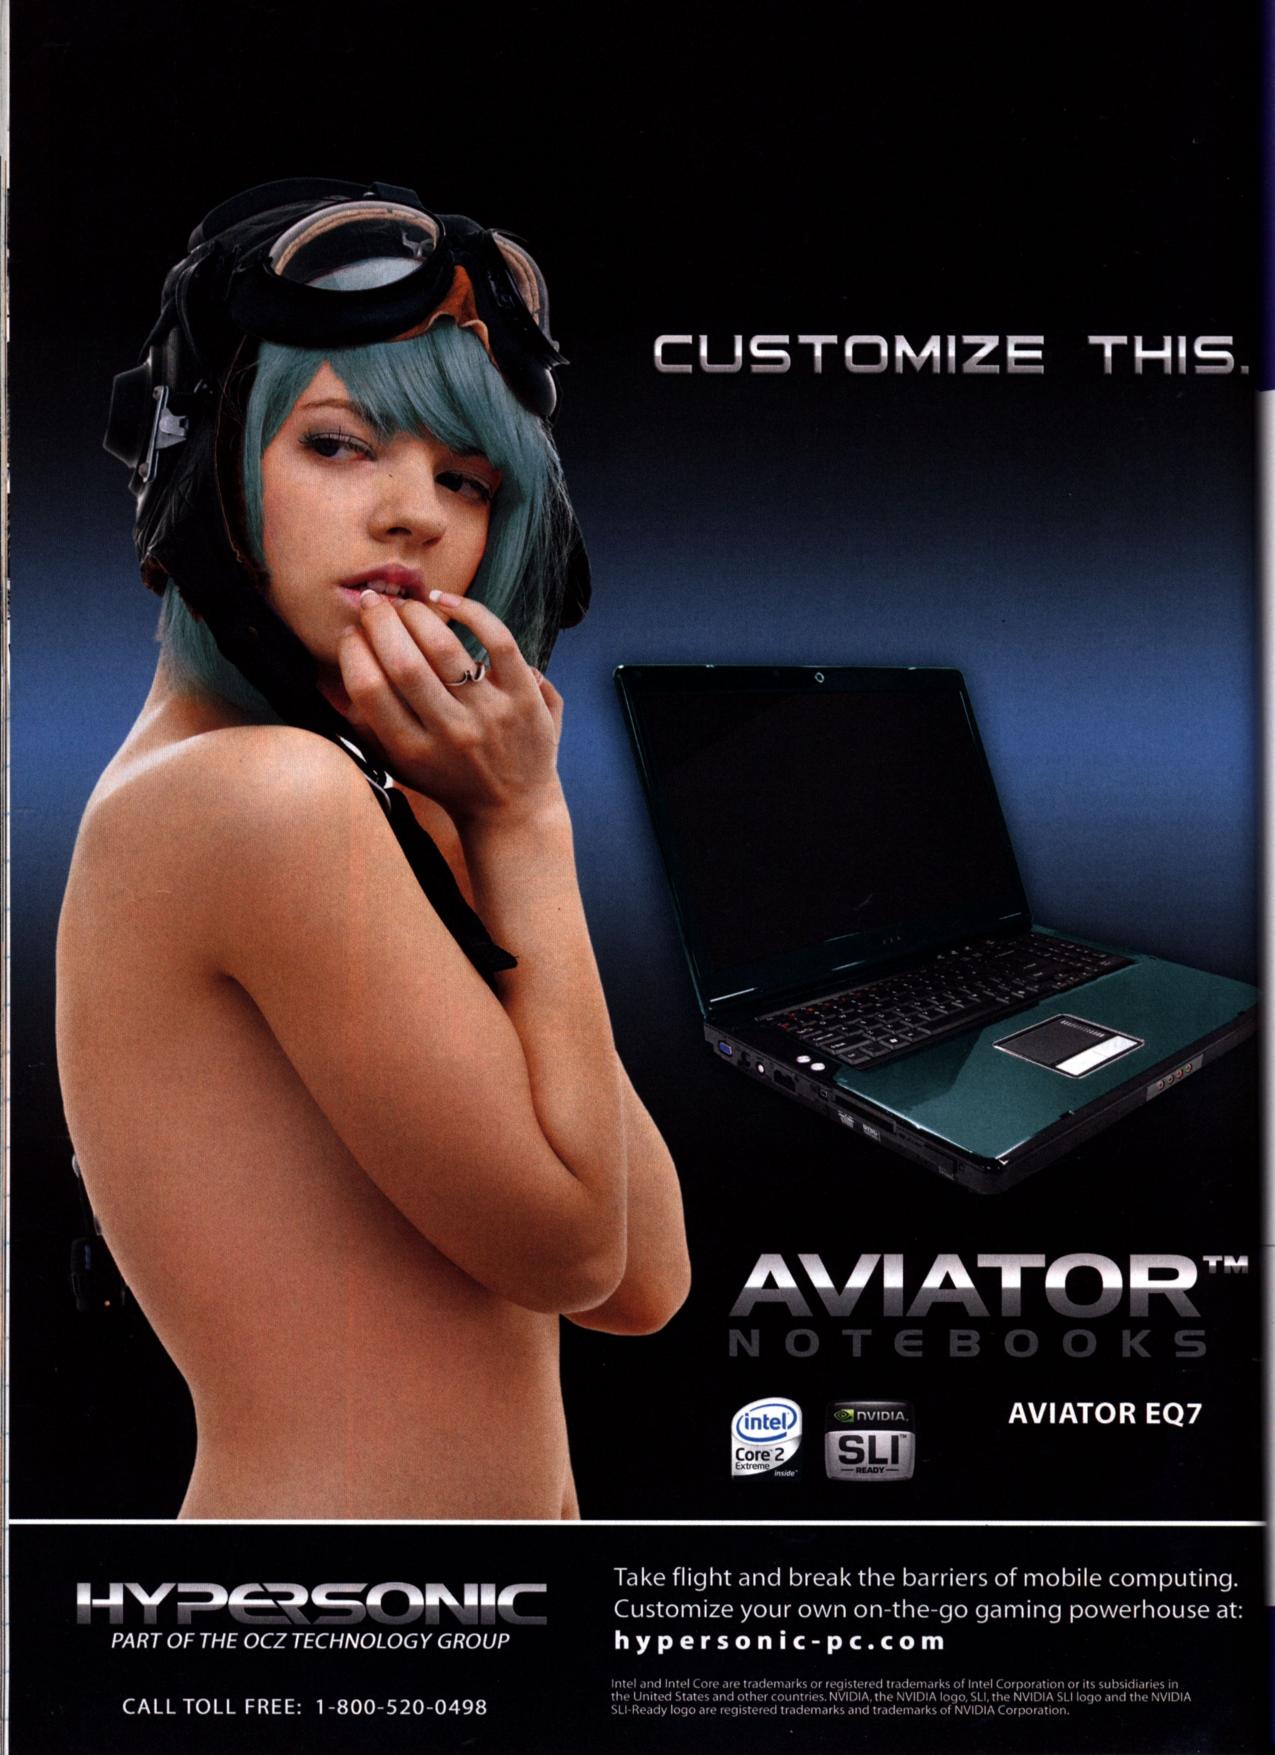 CUSTOMIZE THIS.
AVIATOR™
NOTEBOOKS
intel
Core™2
Extreme
inside™
NVIDIA.
SLI™
READY
AVIATOR EQ7
HYPERSONIC
PART OF THE OCZ TECHNOLOGY GROUP
CALL TOLL FREE: 1-800-520-0498
Take flight and break the barriers of mobile computing.
Customize your own on-the-go gaming powerhouse at:
hypersonic-pc.com
Intel and Intel Core are trademarks or registered trademarks of Intel Corporation or its subsidiaries in
the United States and other countries. NVIDIA, the NVIDIA logo, SLI, the NVIDIA SLI logo and the NVIDIA
SLI-Ready logo are registered trademarks and trademarks of NVIDIA Corporation.